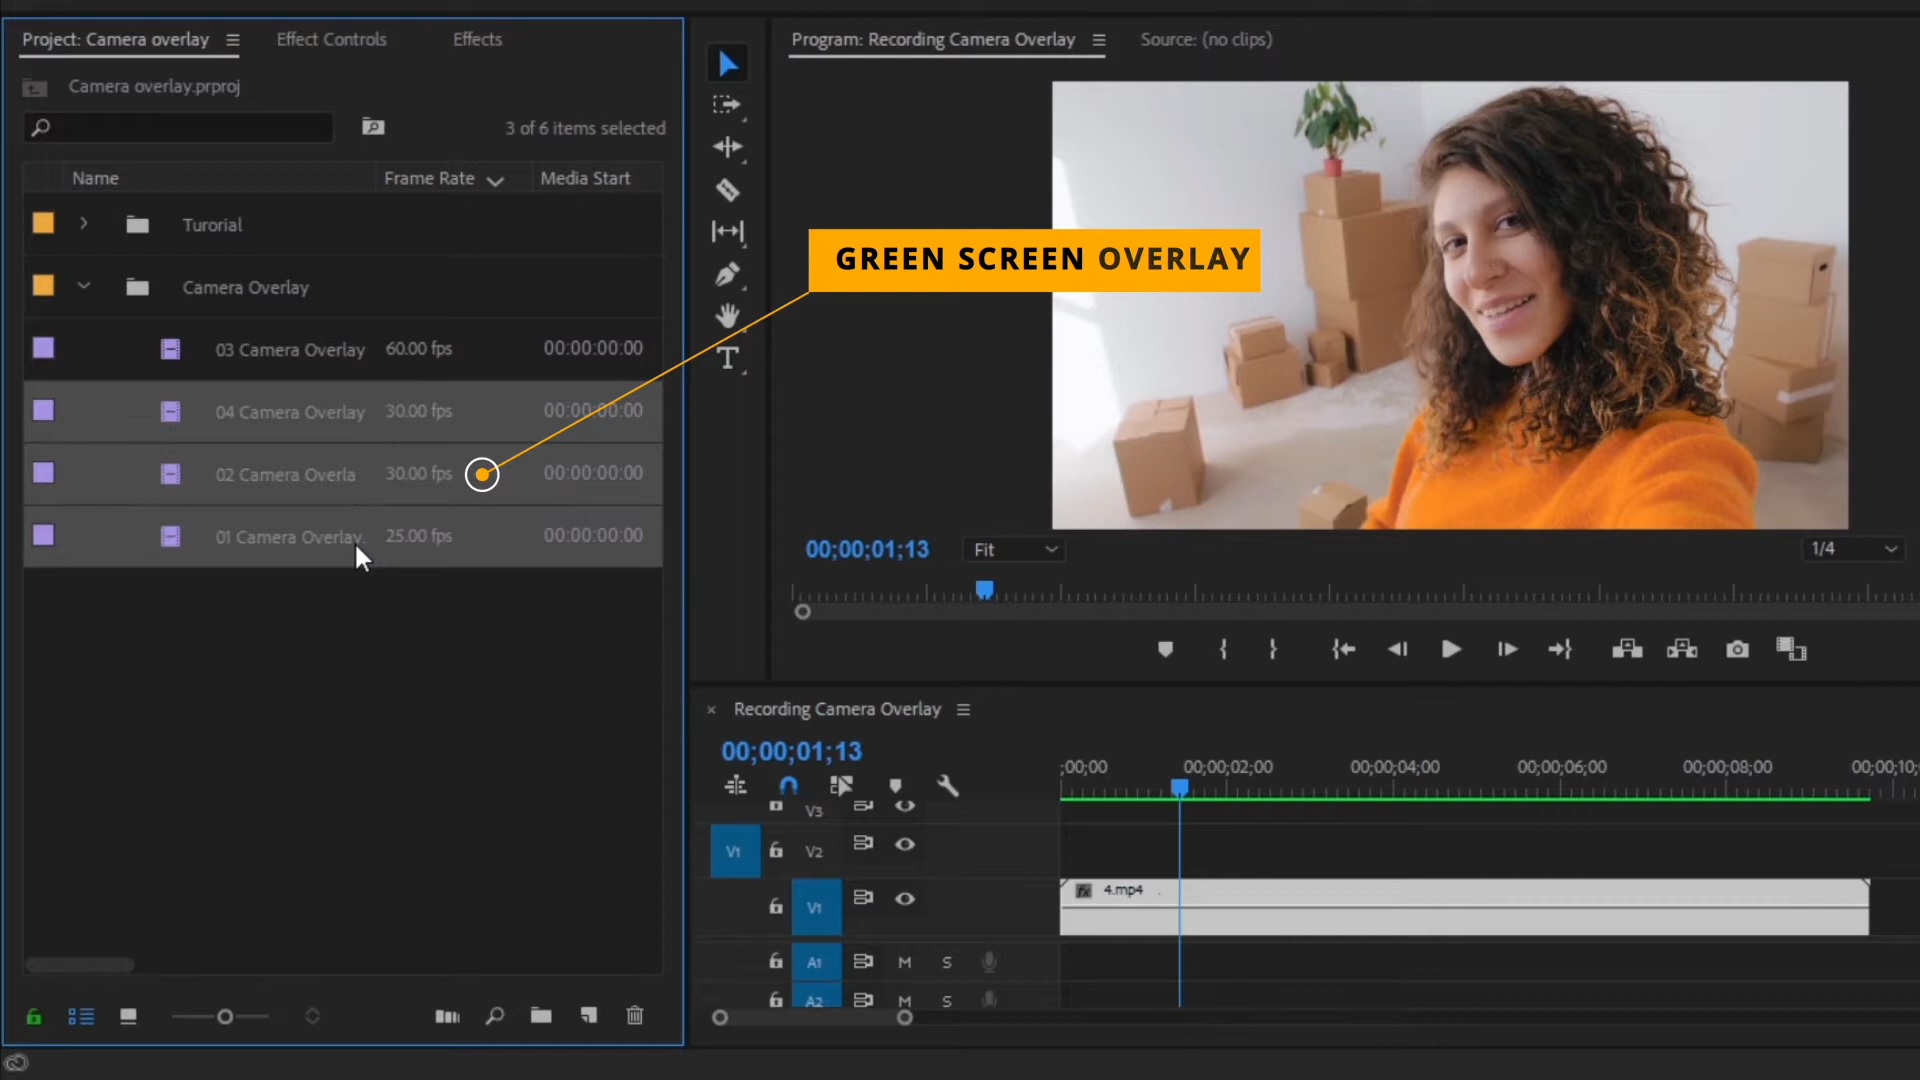 Project: Camera overlay
Effect Controls
Effects
Camera overlay.prproj
3 of 6 items selected
Name
Frame Rate
Media Start
Turorial
Camera Overlay
03 Camera Overlay
60.00 fps
00:00:00:00
04 Camera Overlay
30.00 fps
00:00:00:00
02 Camera Overla
30.00 fps
00:00:00:00
01 Camera Overlay.
25.00 fps
00:00:00:00
T
Program: Recording Camera Overlay
Source: (no clips)
GREEN SCREEN OVERLAY
00;00;01;13
Fit
1/4
× Recording Camera Overlay
00;00;01;13
;00;00
00;00;02;00
00;00;04;00
00;00;06;00
00;00;08;00
00;00;10;
V3
V1
V2
V1
fx 4.mp4
A1
M
S
A2
M
S